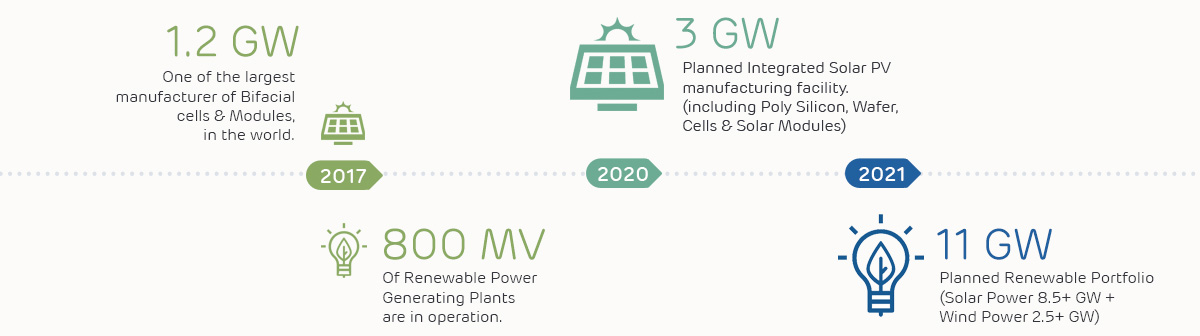 1.2 GW
One of the largest
manufacturer of Bifacial
cells & Modules,
in the world.
2017
800 MV
Of Renewable Power
Generating Plants
are in operation.
3 GW
Planned Integrated Solar PV
manufacturing facility.
(including Poly Silicon, Wafer,
Cells & Solar Modules)
2020
2021
11 GW
Planned Renewable Portfolio
(Solar Power 8.5+ GW +
Wind Power 2.5+ GW)